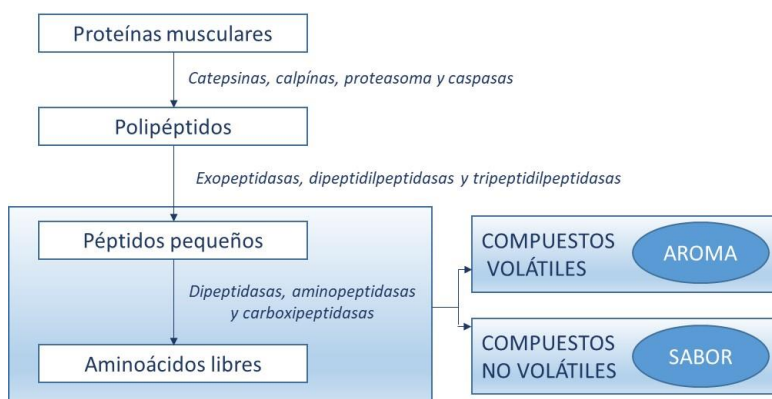 Proteínas musculares
Catepsinas, calpínas, proteasoma y caspasas
Polipéptidos
Exopeptidasas, dipeptidilpeptidasas y tripeptidilpeptidasas
Péptidos pequeños
Dipeptidasas, aminopeptidasas
y carboxipeptidasas
Aminoácidos libres
COMPUESTOS
VOLÁTILES
AROMA
COMPUESTOS
NO VOLÁTILES
SABOR